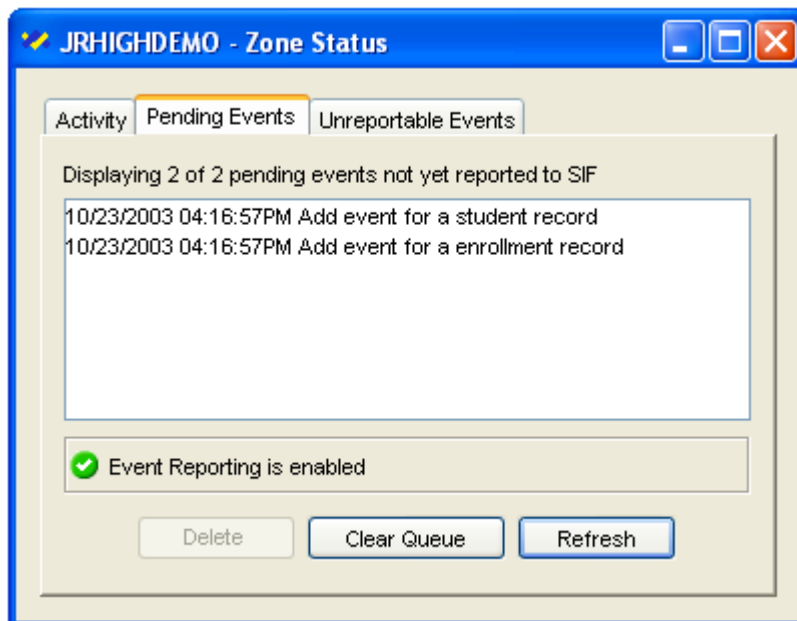 JRHIGHDEMO - Zone Status
Activity Pending Events Unreportable Events
Displaying 2 of 2 pending events not yet reported to SIF
10/23/2003 04:16:57PM Add event for a student record
10/23/2003 04:16:57PM Add event for a enrollment record
Event Reporting is enabled
Delete Clear Queue Refresh